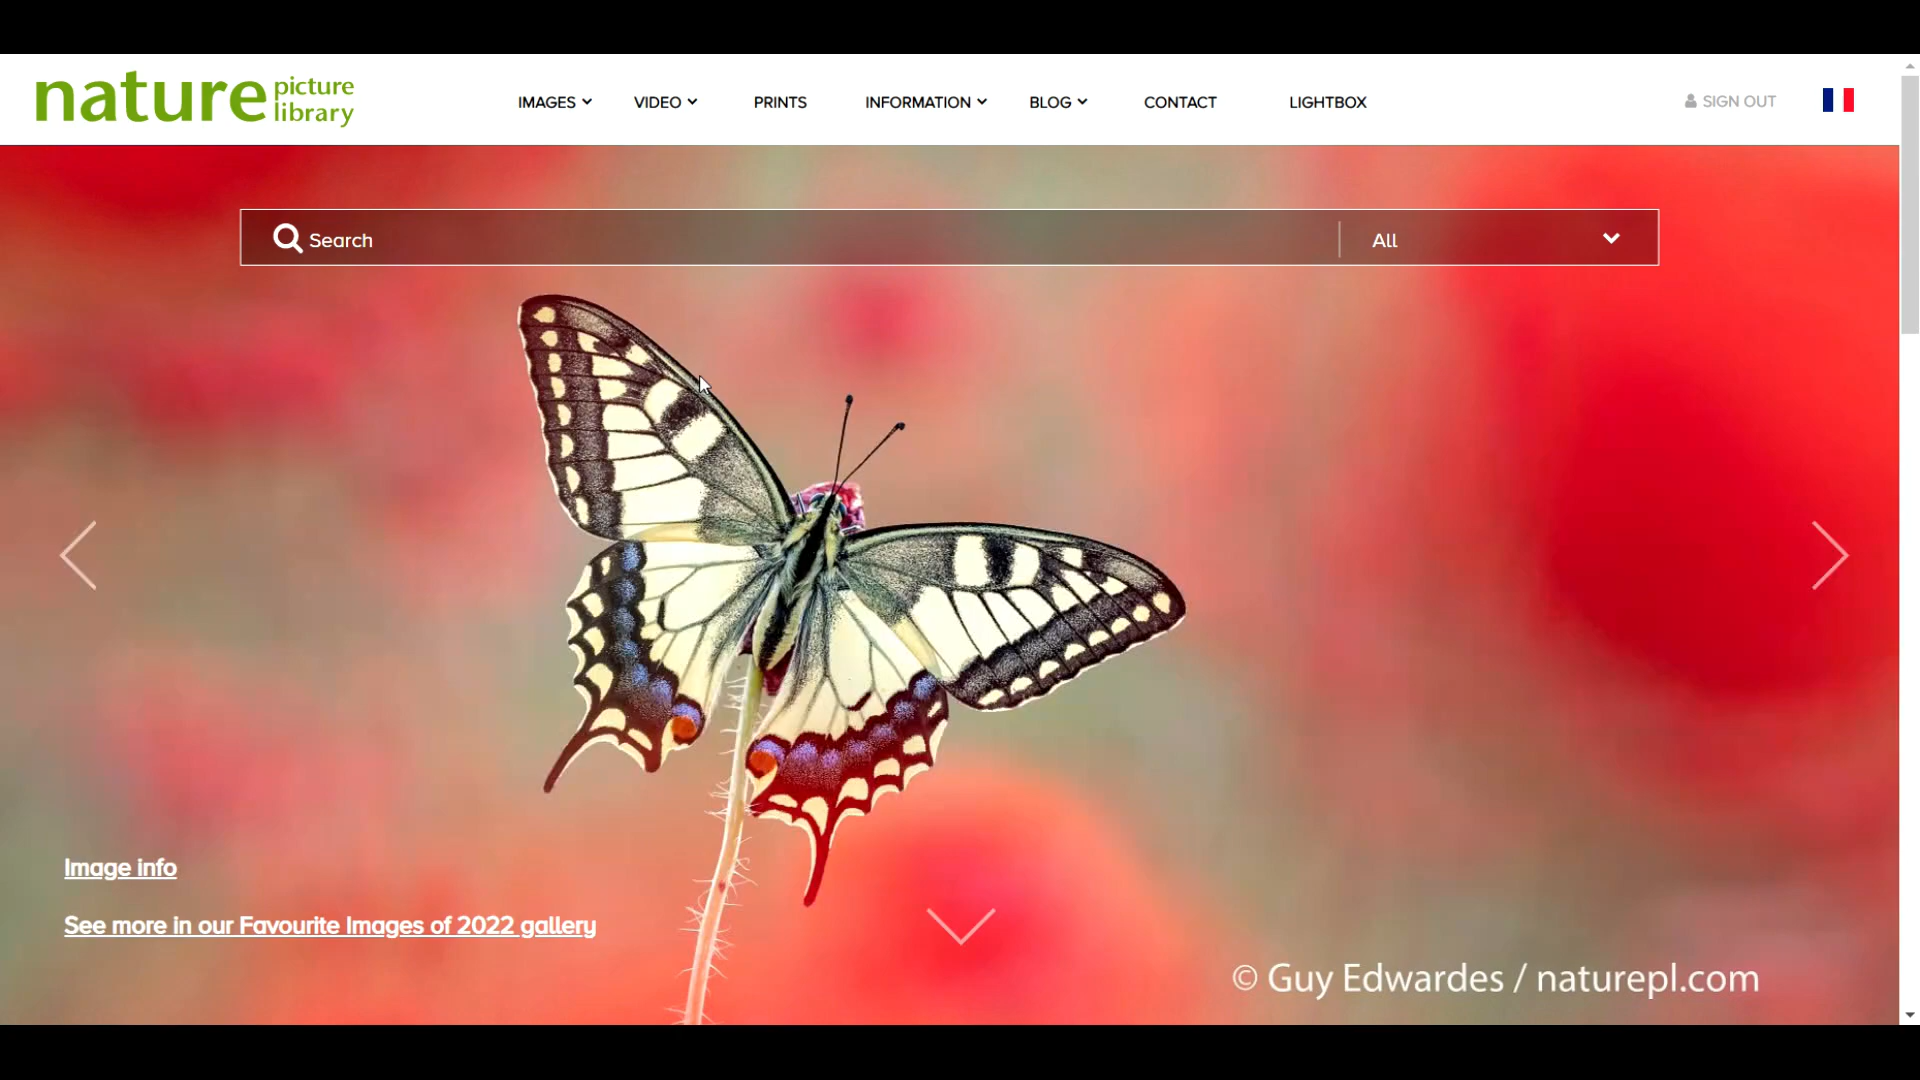 nature picture library
IMAGES VIDEO PRINTS INFORMATION BLOG CONTACT LIGHTBOX SIGN OUT
Search All
Image info
See more in our Favourite Images of 2022 gallery
© Guy Edwardes / naturepl.com